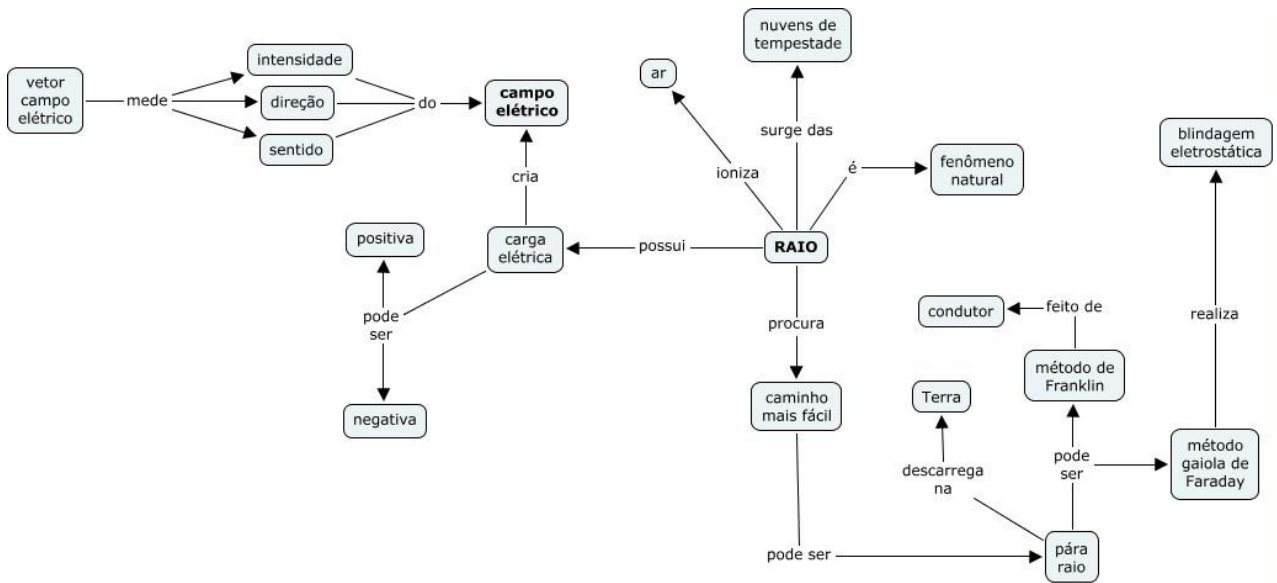 nuvens de
tempestade
intensidade
ar
vetor
campo
elétrico
mede
direção
do
campo
elétrico
sentido
surge das
blindagem
eletrostática
cria
ioniza
é
fenômeno
natural
positiva
carga
elétrica
possui
RAIO
pode
ser
procura
condutor
feito de
realiza
negativa
caminho
mais fácil
Terra
método de
Franklin
descarrega
na
pode
ser
método
gaiola de
Faraday
pode ser
pára
raio